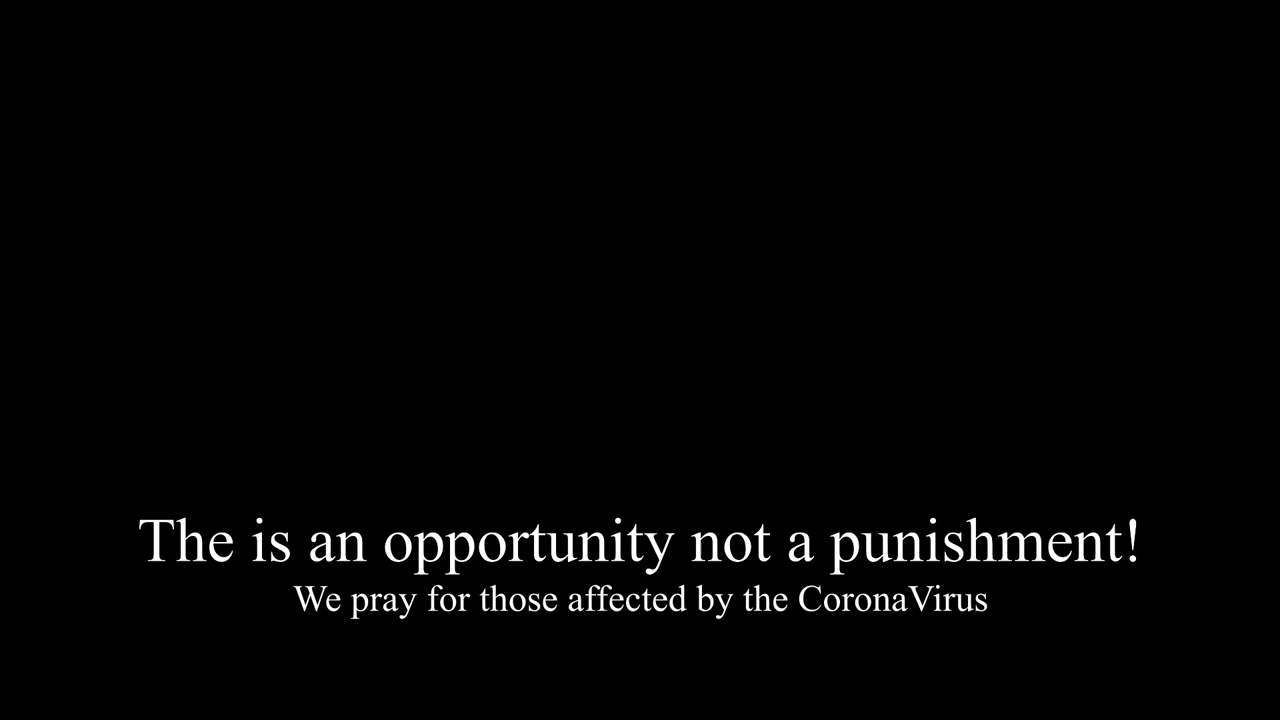 The is an opportunity not a punishment!
We pray for those affected by the CoronaVirus